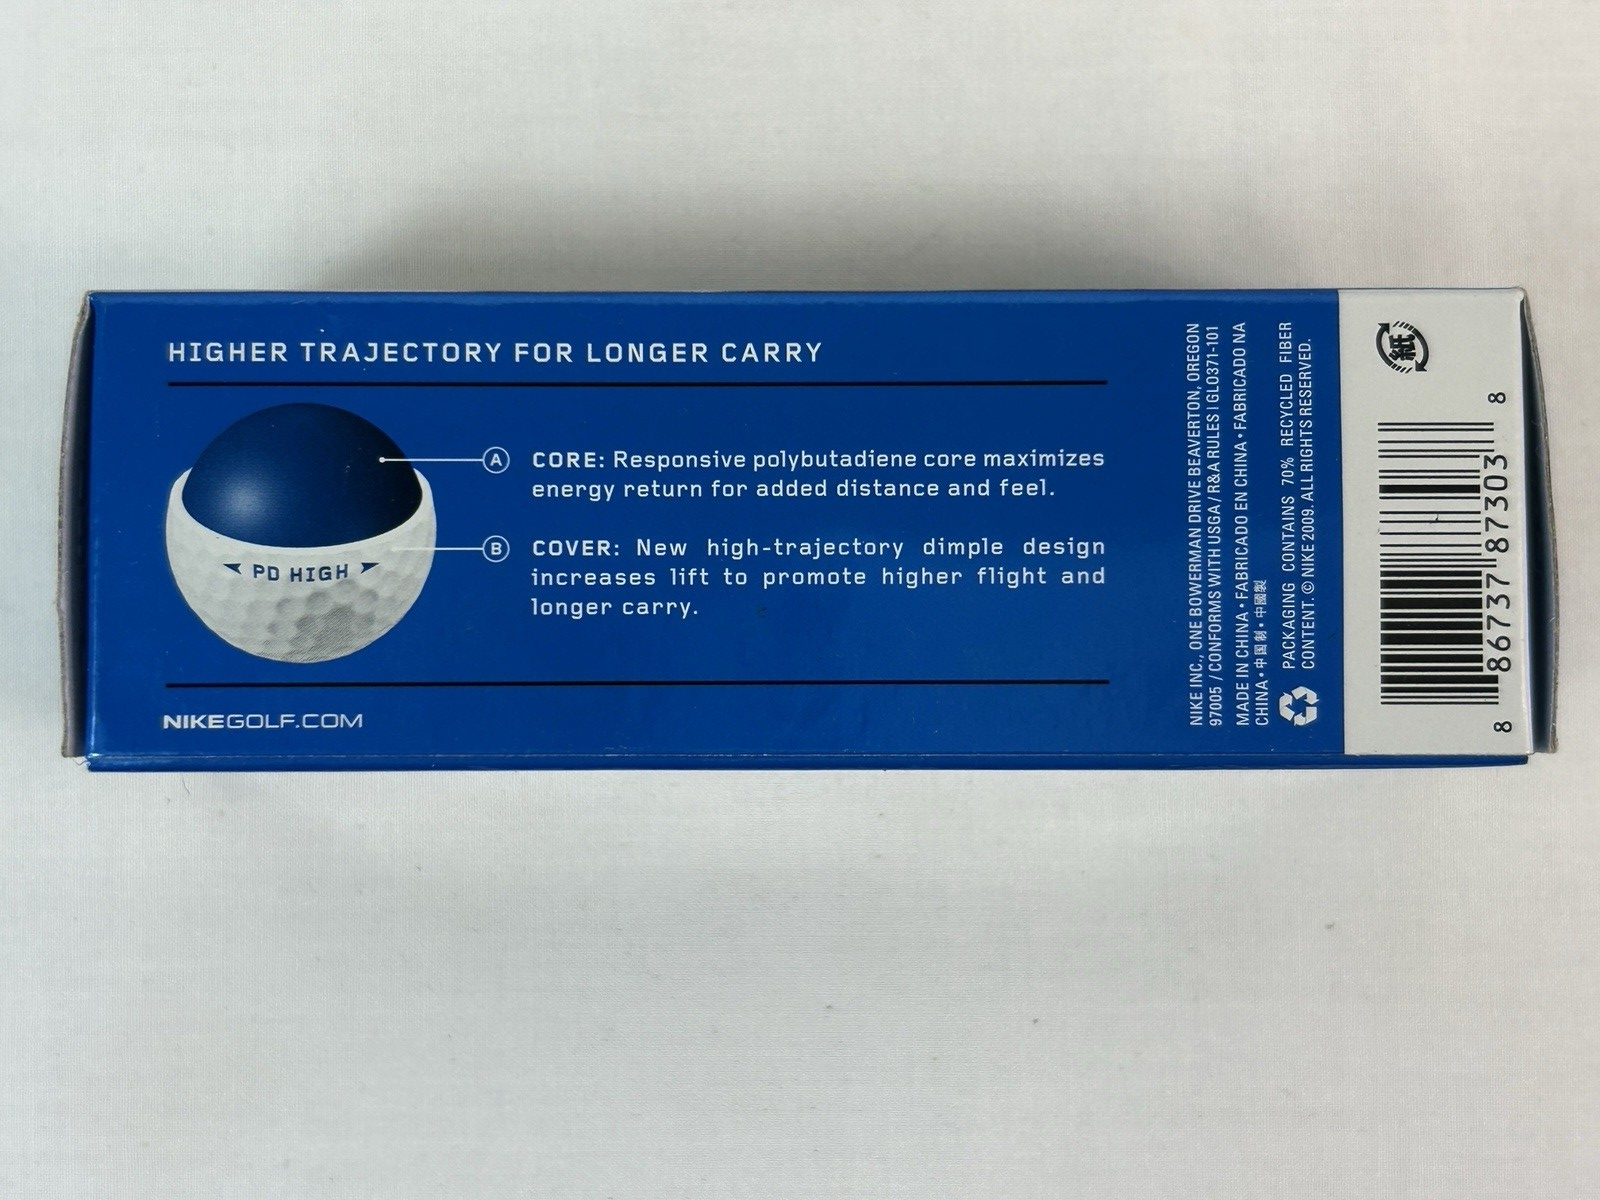 HIGHER TRAJECTORY FOR LONGER CARRY
A
CORE: Responsive polybutadiene core maximizes
energy return for added distance and feel.
PD HIGH
B
COVER: New high-trajectory dimple design
increases lift to promote higher flight and
longer carry.
NIKEGOLF.COM
NIKE INC., ONE BOWERMAN DRIVE BEAVERTON, OREGON
97005 / CONFORMS WITH USGA / R&A RULES | GL0371-101
MADE IN CHINA • FABRIQUÉ EN CHINE • FABRICADO NA
CHINA • 中国制 • 中國製
PACKAGING CONTAINS 70% RECYCLED FIBER
CONTENT. © NIKE 2009. ALL RIGHTS RESERVED.
紙
8 86737 87303 8